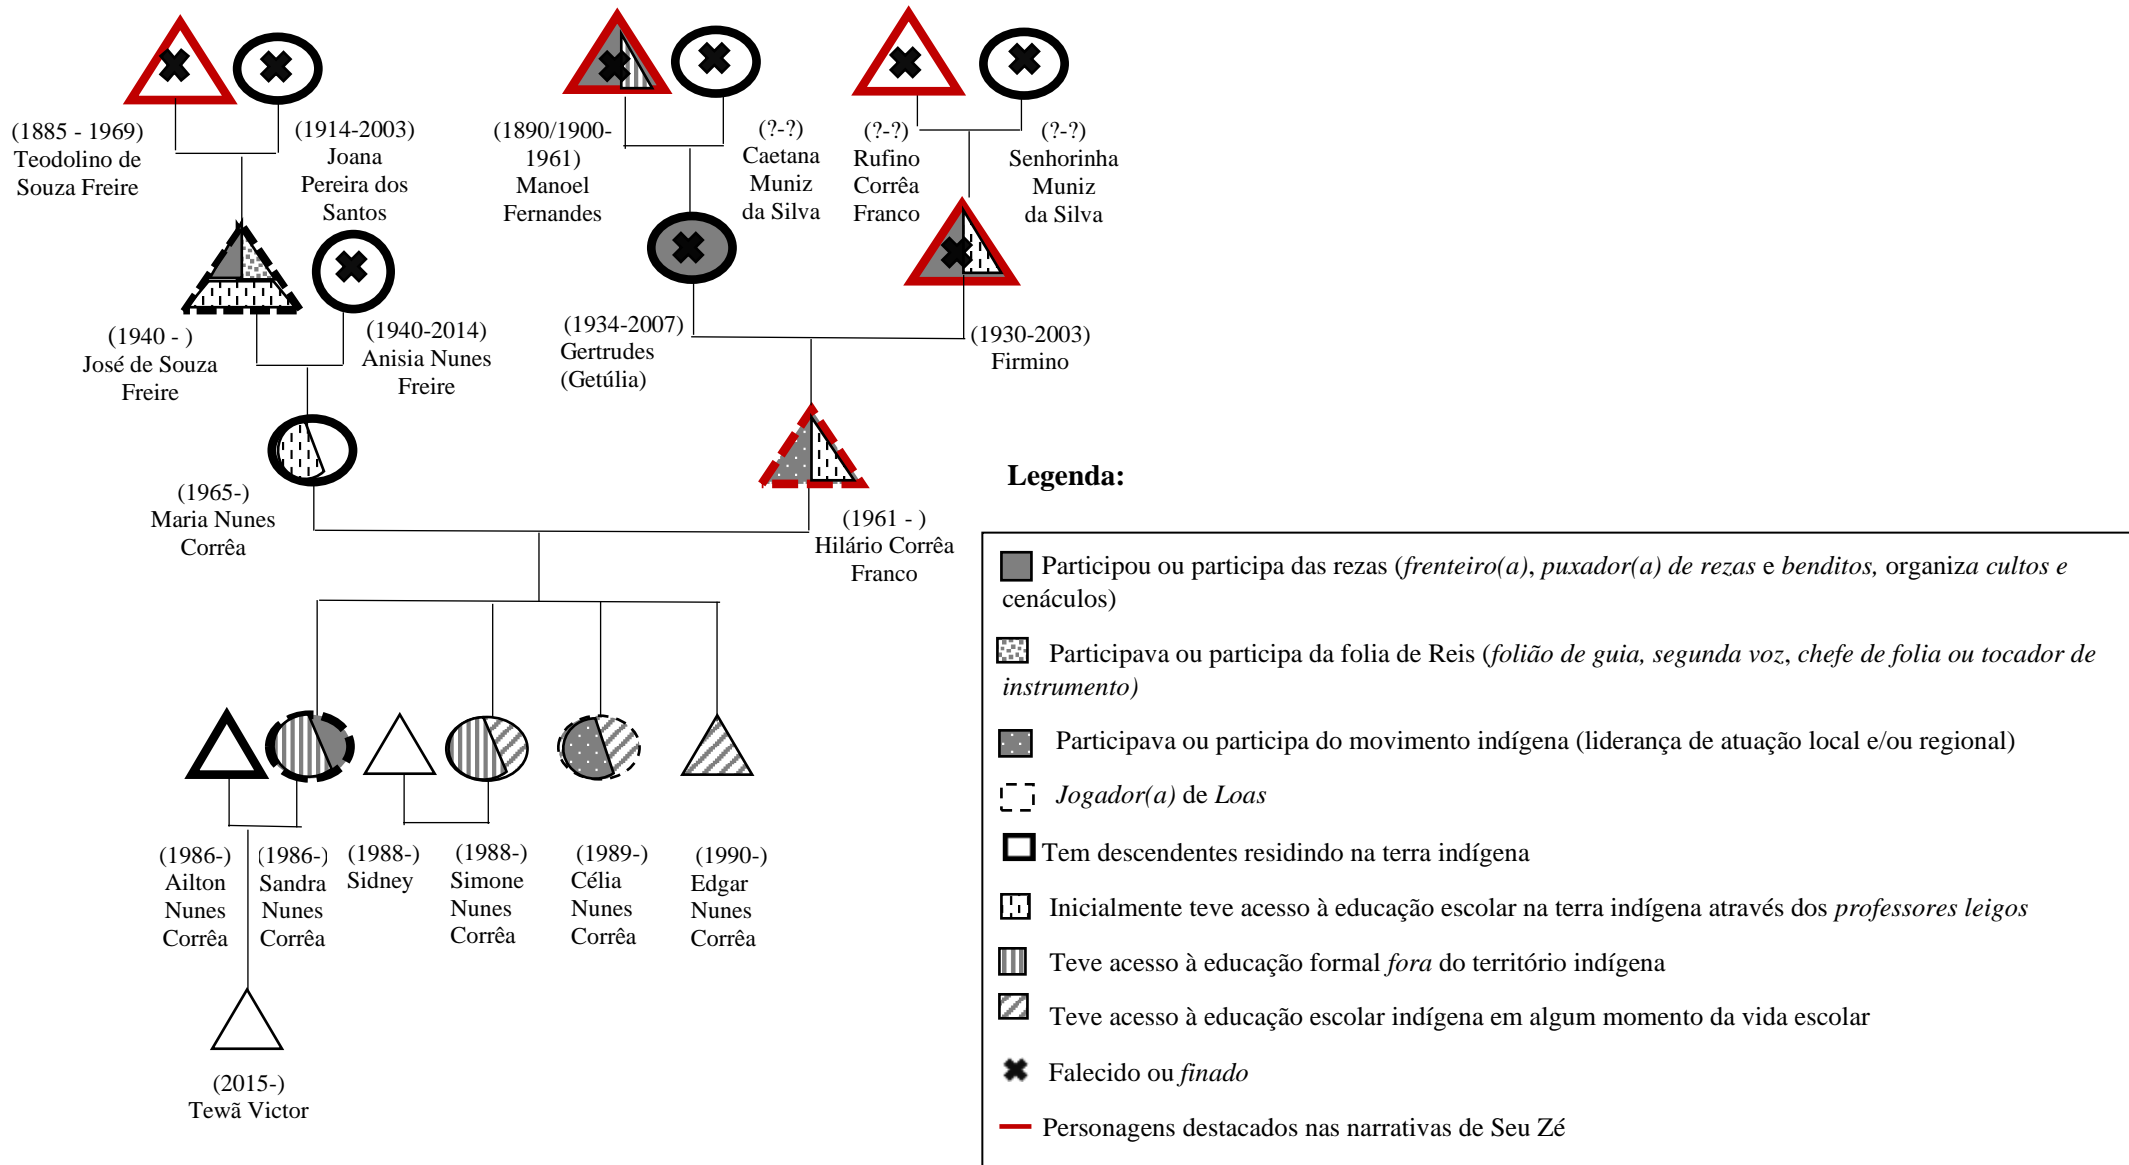 (1885 - 1969)
Teodolino de
Souza Freire
(1914-2003)
Joana
Pereira dos
Santos
(1890/1900-
1961)
Manoel
Fernandes
(?-?)
Caetana
Muniz
da Silva
(?-?)
Rufino
Corrêa
Franco
(?-?)
Senhorinha
Muniz
da Silva
(1940 - )
José de Souza
Freire
(1940-2014)
Anisia Nunes
Freire
(1934-2007)
Gertrudes
(Getúlia)
(1930-2003)
Firmino
(1965-)
Maria Nunes
Corrêa
(1961 - )
Hilário Corrêa
Franco
(1986-)
Ailton
Nunes
Corrêa
(1986-)
Sandra
Nunes
Corrêa
(1988-)
Sidney
(1988-)
Simone
Nunes
Corrêa
(1989-)
Célia
Nunes
Corrêa
(1990-)
Edgar
Nunes
Corrêa
(2015-)
Tewã Victor
Legenda:
Participou ou participa das rezas (frenteiro(a), puxador(a) de rezas e benditos, organiza cultos e
cenáculos)
Participava ou participa da folia de Reis (folião de guia, segunda voz, chefe de folia ou tocador de
instrumento)
Participava ou participa do movimento indígena (liderança de atuação local e/ou regional)
Jogador(a) de Loas
Tem descendentes residindo na terra indígena
Inicialmente teve acesso à educação escolar na terra indígena através dos professores leigos
Teve acesso à educação formal fora do território indígena
Teve acesso à educação escolar indígena em algum momento da vida escolar
Falecido ou finado
Personagens destacados nas narrativas de Seu Zé